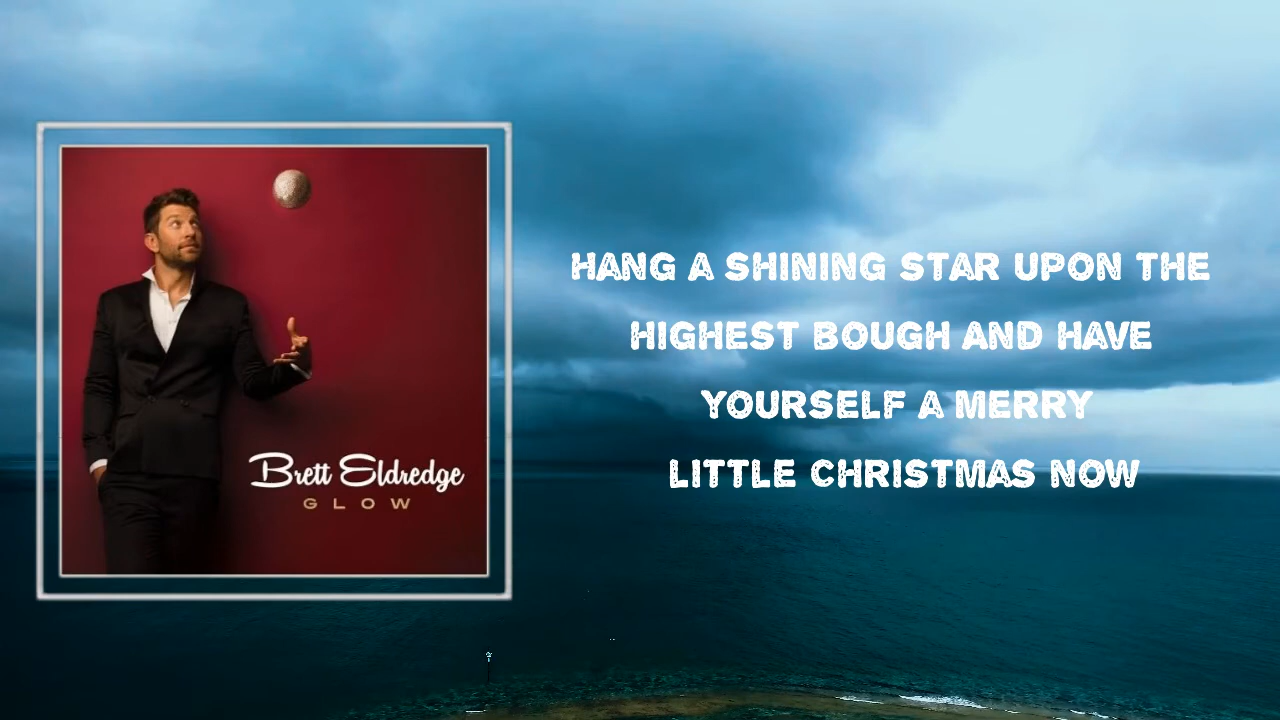 Brett Eldredge
GLOW
HANG A SHINING STAR UPON THE
HIGHEST BOUGH AND HAVE
YOURSELF A MERRY
LITTLE CHRISTMAS NOW